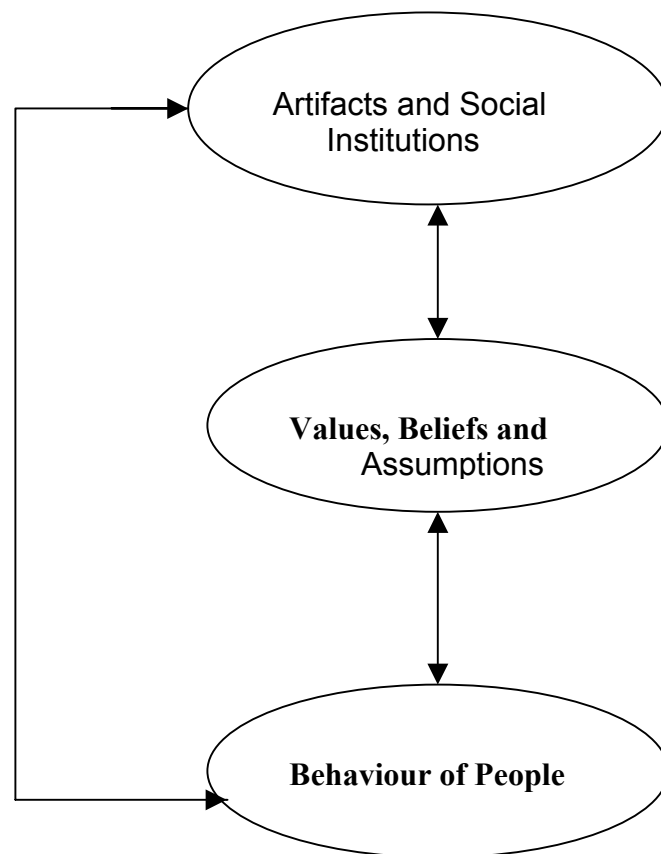 Artifacts and Social
Institutions
Values, Beliefs and
Assumptions
Behaviour of People